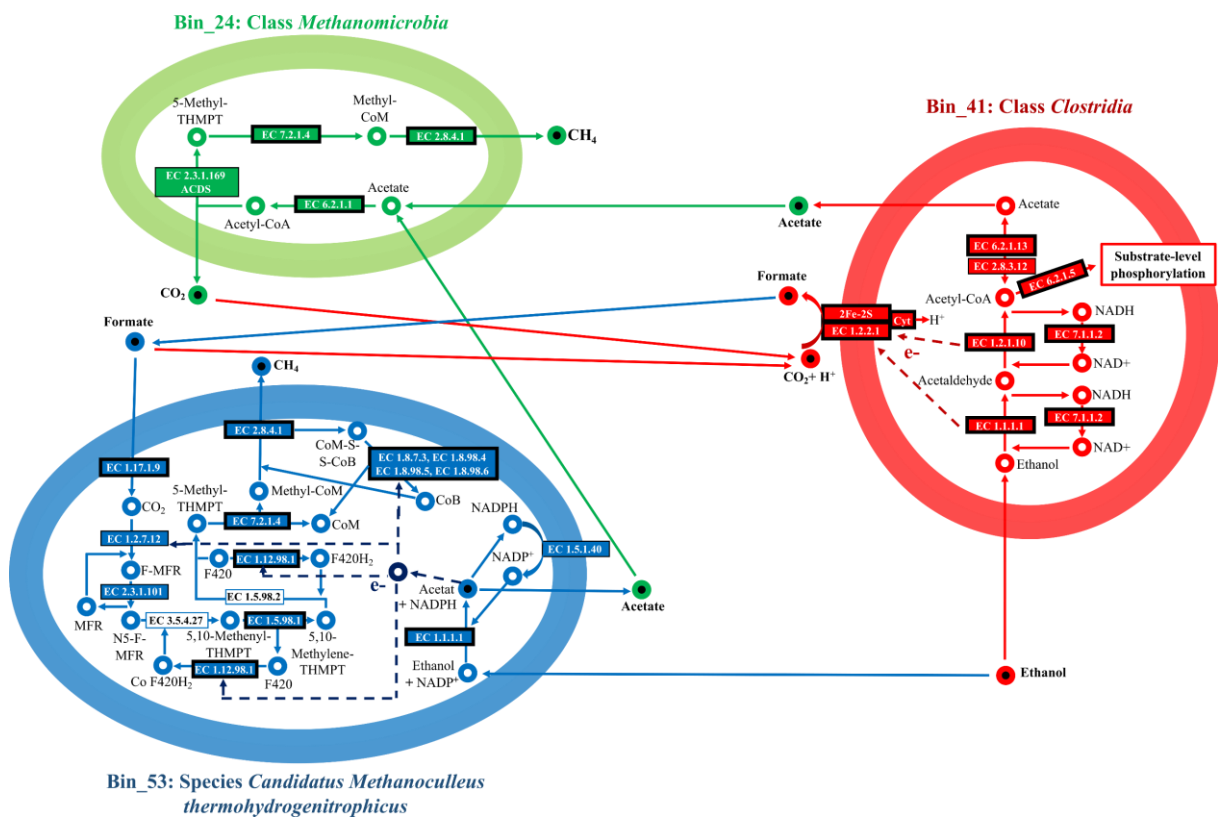 Bin_24: Class Methanomicrobia
5-Methyl-
THMPT
Methyl-
CoM
EC 7.2.1.4
EC 2.8.4.1
CH4
EC 2.3.1.169
ACDS
Acetate
EC 6.2.1.1
Acetyl-CoA
CO2
Acetate
Bin_41: Class Clostridia
Acetate
EC 6.2.1.13
EC 2.8.3.12
EC 6.2.1.5
Substrate-level
phosphorylation
Acetyl-CoA
Formate
2Fe-2S
EC 1.2.2.1
Cyt
H+
NADH
EC 7.1.1.2
NAD+
EC 1.2.1.10
e-
CO2+ H+
Acetaldehyde
NADH
EC 7.1.1.2
NAD+
EC 1.1.1.1
Ethanol
Ethanol
Formate
CH4
EC 2.8.4.1
CoM-S-
S-CoB
EC 1.8.7.3, EC 1.8.98.4
EC 1.8.98.5, EC 1.8.98.6
EC 1.17.1.9
CO2
5-Methyl-
THMPT
Methyl-CoM
CoB
EC 7.2.1.4
CoM
NADPH
EC 1.5.1.40
NADP+
EC 1.2.7.12
F-MFR
F420
EC 1.12.98.1
F420H2
e-
EC 2.3.1.101
EC 1.5.98.2
Acetat
+ NADPH
Acetate
MFR
N5-F-
MFR
EC 3.5.4.27
5,10-Methenyl-
THMPT
EC 1.5.98.1
5,10-
Methylene-
THMPT
EC 1.1.1.1
Co F420H2
EC 1.12.98.1
F420
Ethanol
+ NADP+
Bin_53: Species Candidatus Methanoculleus
thermohydrogenitrophicus